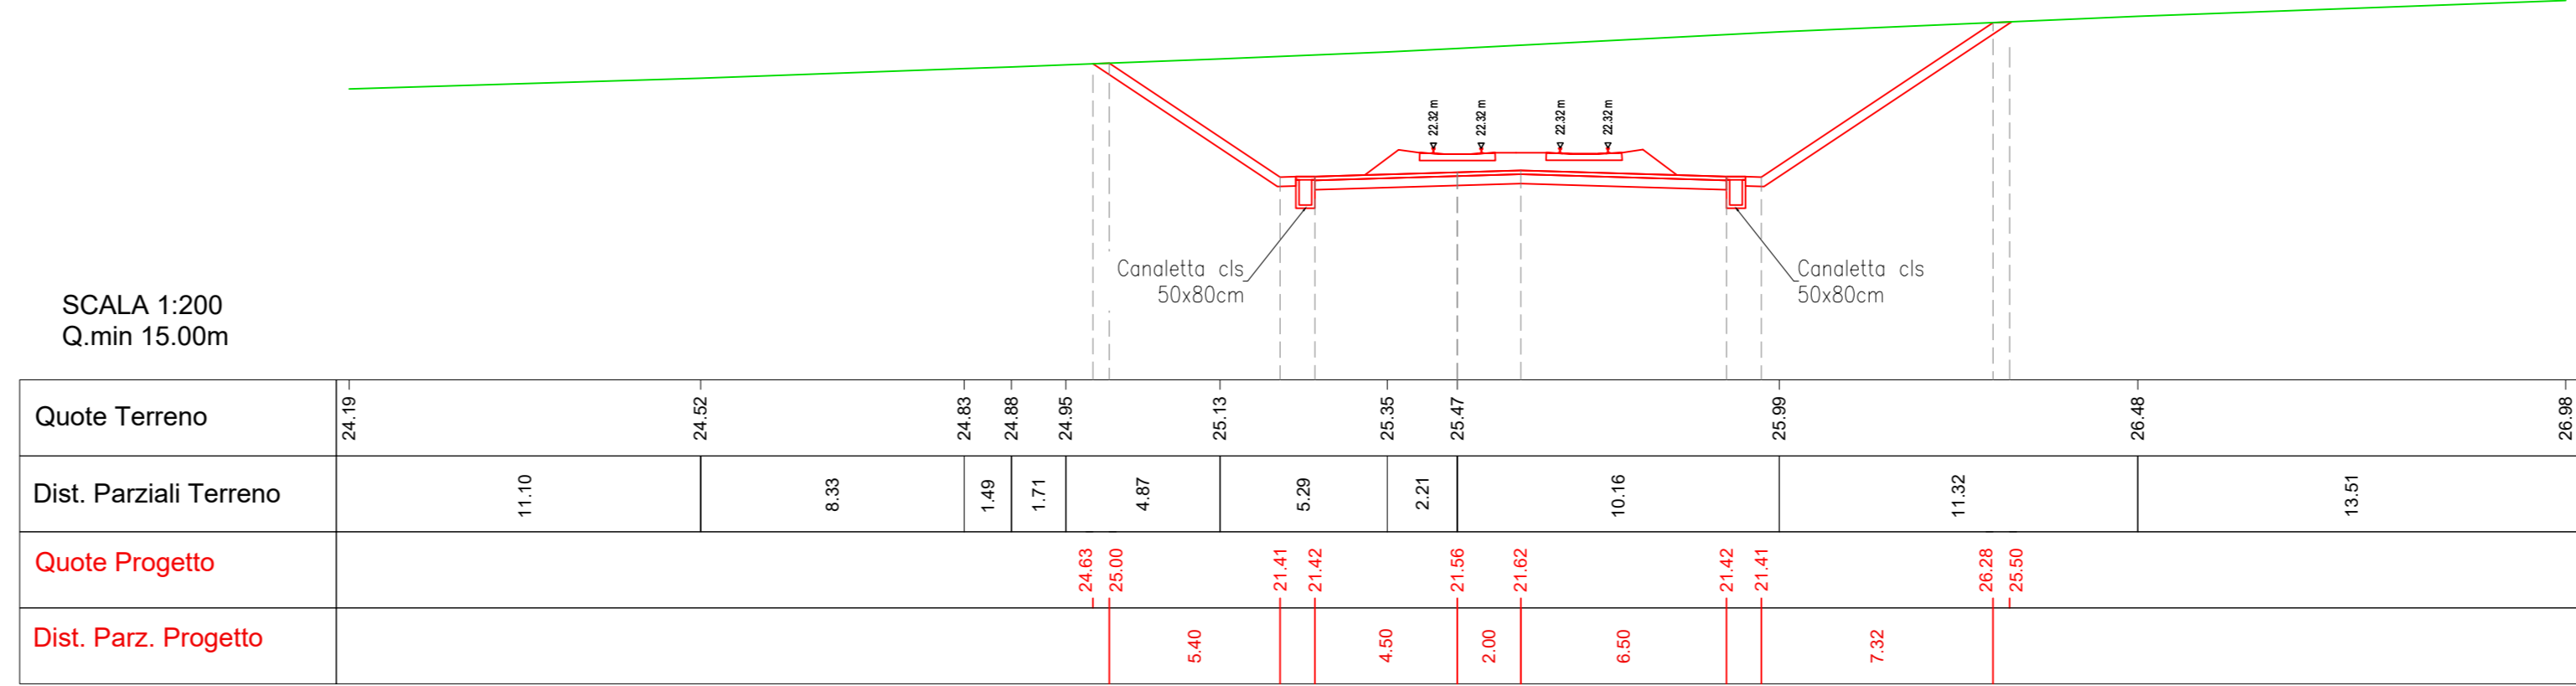 22.32 m 22.32 m 22.32 m 22.32 m
Canaletta cls
50x80cm
Canaletta cls
50x80cm
SCALA 1:200
Q.min 15.00m
Quote Terreno 24.19 24.52 24.83 24.88 24.95 25.13 25.35 25.47 25.99 26.48 26.98
Dist. Parziali Terreno 11.10 8.33 1.49 1.71 4.87 5.29 2.21 10.16 11.32 13.51
Quote Progetto 24.63 25.00 21.41 21.42 21.56 21.62 21.42 21.41 26.28 25.50
Dist. Parz. Progetto 5.40 4.50 2.00 6.50 7.32